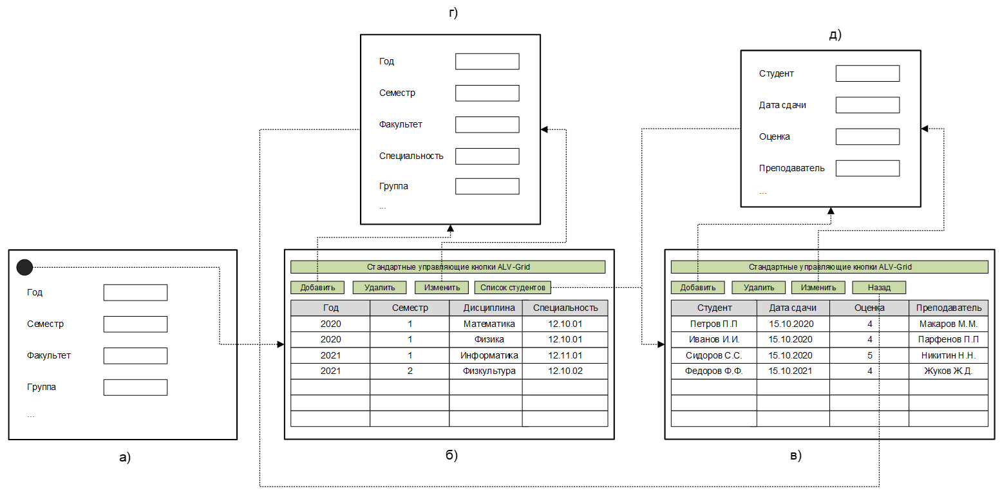 г)
Год
Семестр
Факультет
Специальность
Группа
...
д)
Студент
Дата сдачи
Оценка
Преподаватель
...
Год
Семестр
Факультет
Группа
...
а)
Стандартные управляющие кнопки ALV-Grid
Добавить Удалить Изменить Список студентов
Год Семестр Дисциплина Специальность
2020 1 Математика 12.10.01
2020 1 Физика 12.10.01
2021 1 Информатика 12.11.01
2021 2 Физкультура 12.10.02
б)
Стандартные управляющие кнопки ALV-Grid
Добавить Удалить Изменить Назад
Студент Дата сдачи Оценка Преподаватель
Петров П.П 15.10.2020 4 Макаров М.М.
Иванов И.И. 15.10.2020 4 Парфенов П.П
Сидоров С.С. 15.10.2020 5 Никитин Н.Н.
Федоров Ф.Ф. 15.10.2021 4 Жуков Ж.Д.
в)